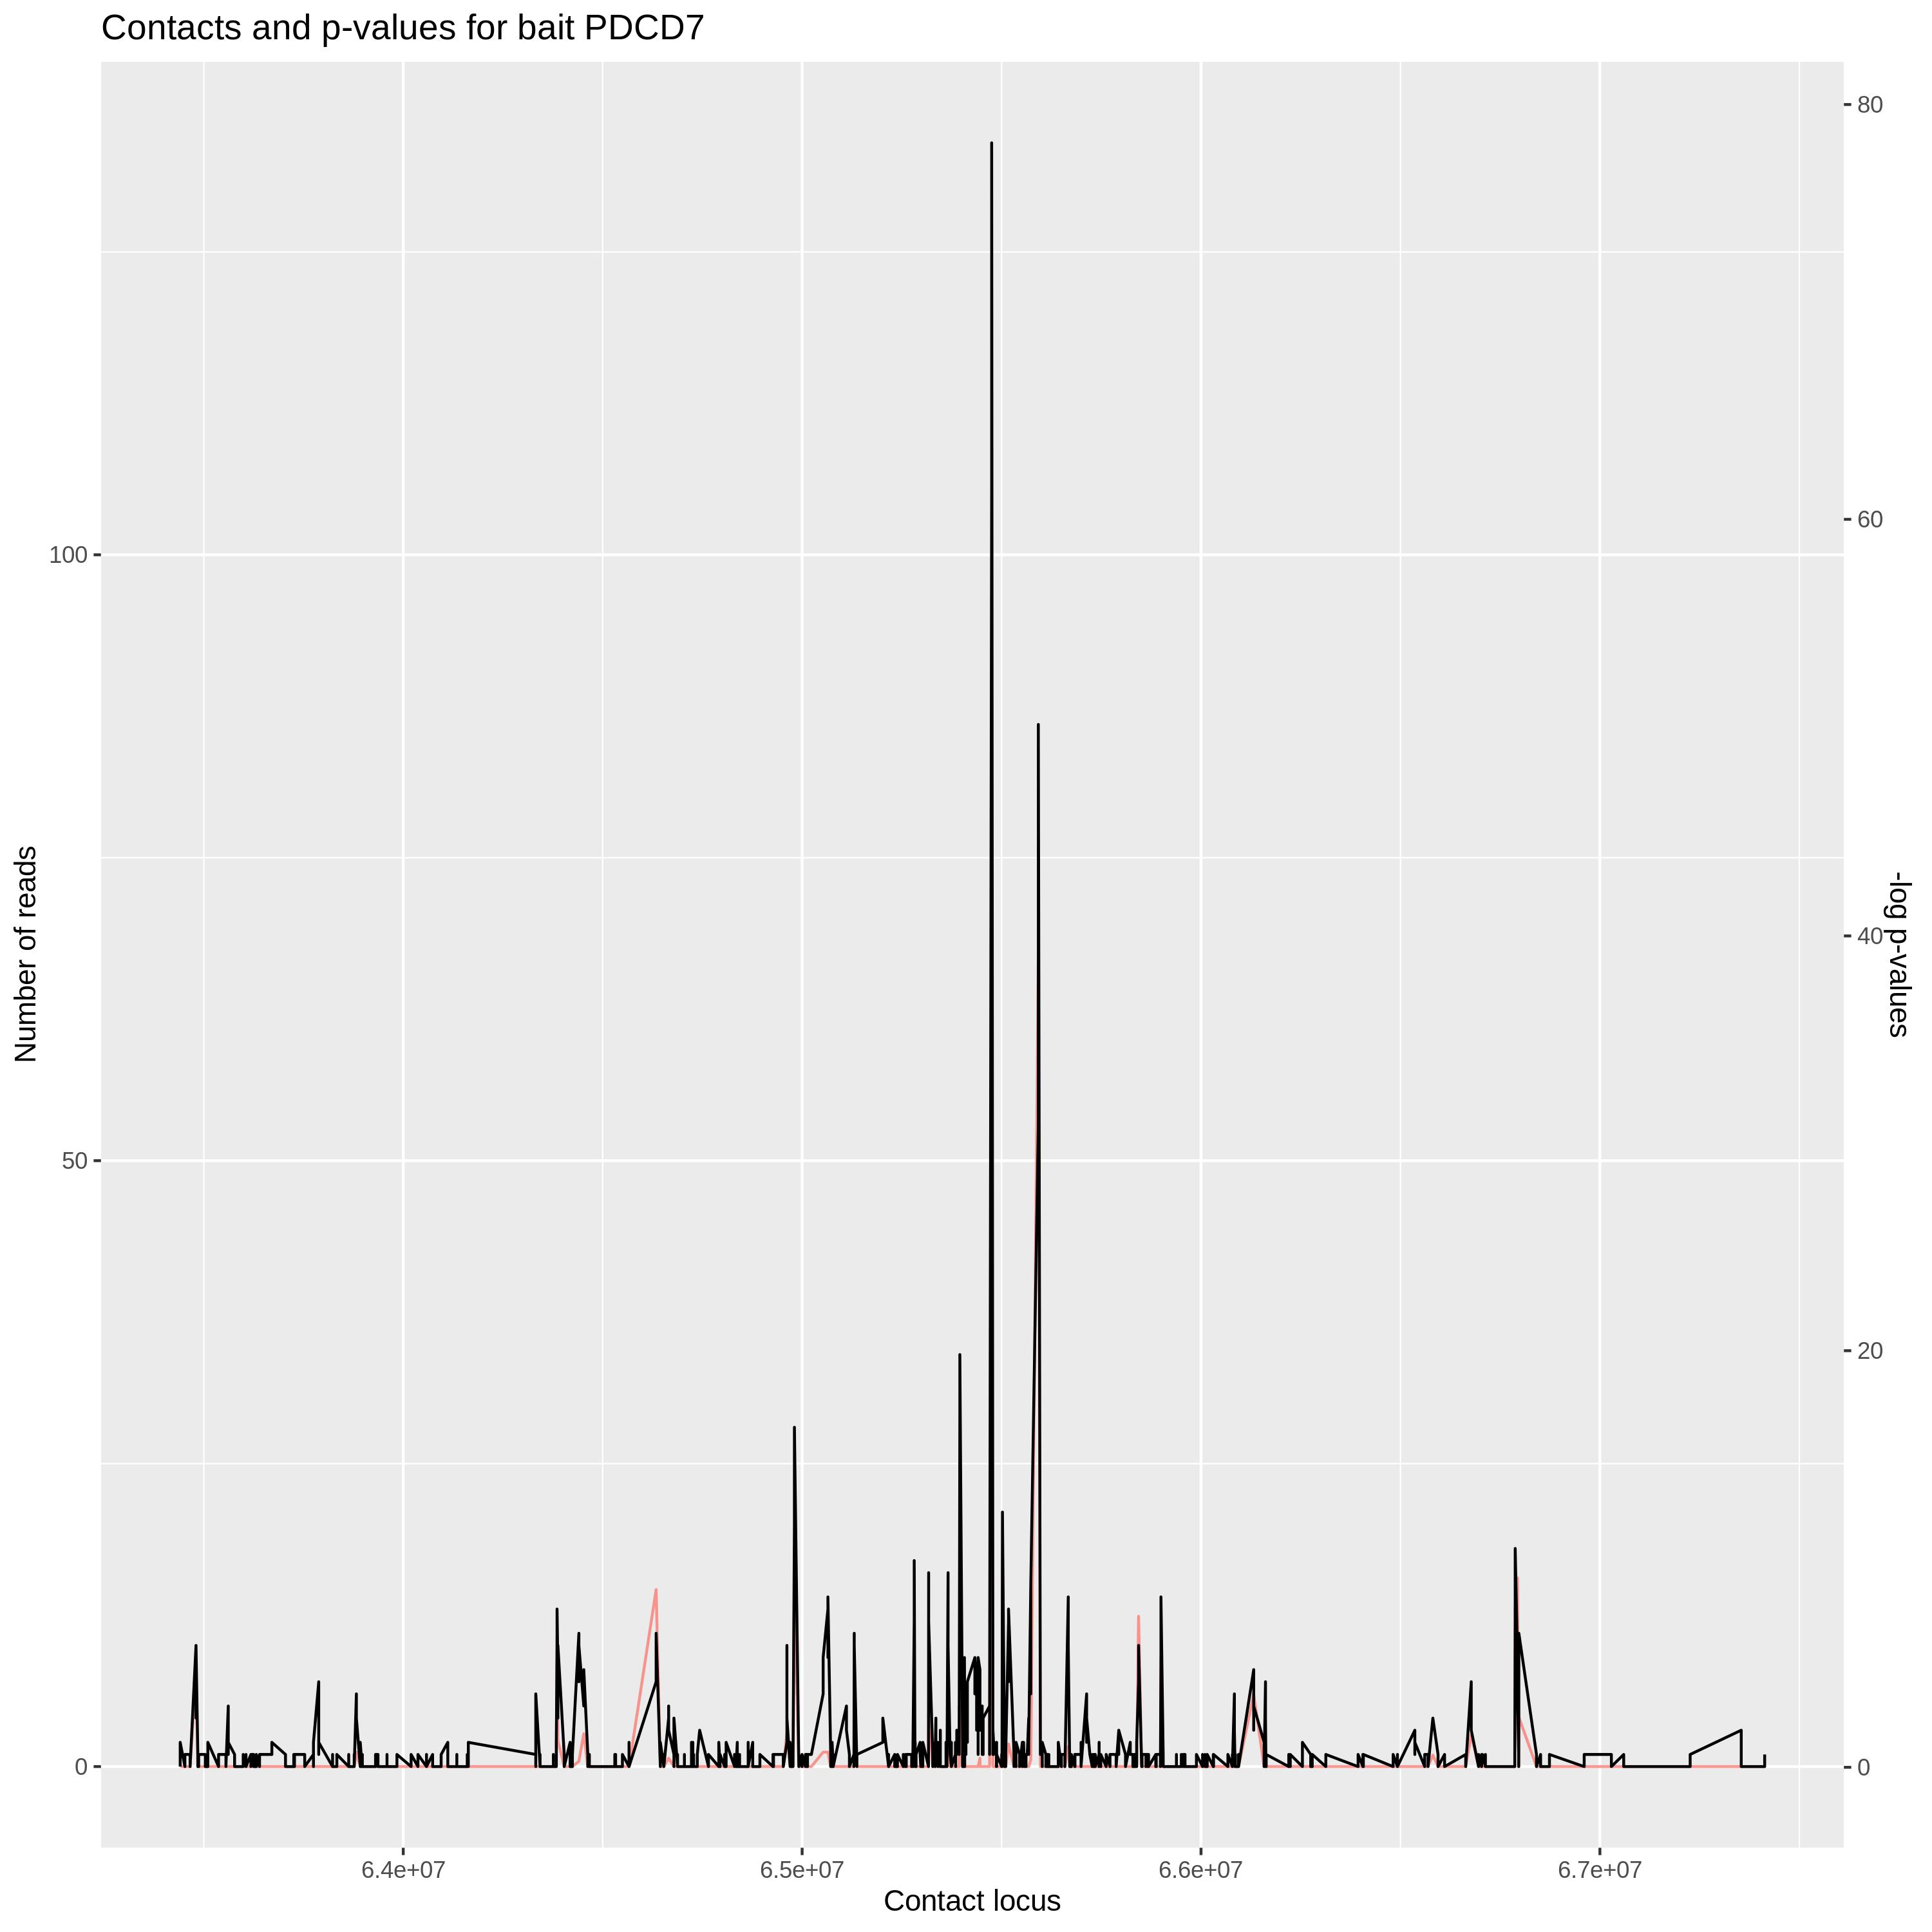 Contacts and p-values for bait PDCD7
Number of reads
100
50
0
80
60
40
20
0
-log p-values
6.4e+07
6.5e+07
6.6e+07
6.7e+07
Contact locus